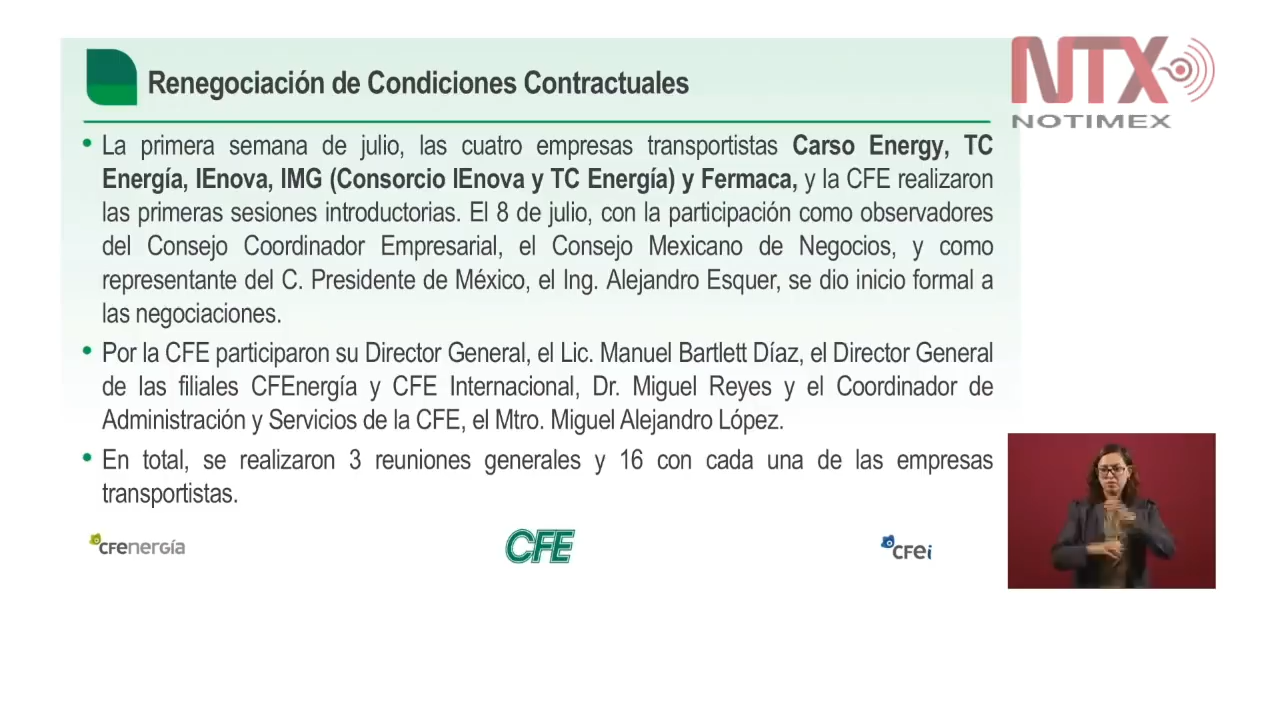 Renegociación de Condiciones Contractuales
NTX
NOTIMEX
• La primera semana de julio, las cuatro empresas transportistas Carso Energy, TC
Energía, IEnova, IMG (Consorcio IEnova y TC Energía) y Fermaca, y la CFE realizaron
las primeras sesiones introductorias. El 8 de julio, con la participación como observadores
del Consejo Coordinador Empresarial, el Consejo Mexicano de Negocios, y como
representante del C. Presidente de México, el Ing. Alejandro Esquer, se dio inicio formal a
las negociaciones.
• Por la CFE participaron su Director General, el Lic. Manuel Bartlett Díaz, el Director General
de las filiales CFEnergía y CFE Internacional, Dr. Miguel Reyes y el Coordinador de
Administración y Servicios de la CFE, el Mtro. Miguel Alejandro López.
• En total, se realizaron 3 reuniones generales y 16 con cada una de las empresas
transportistas.
CFEnergía
CFE
CFEi